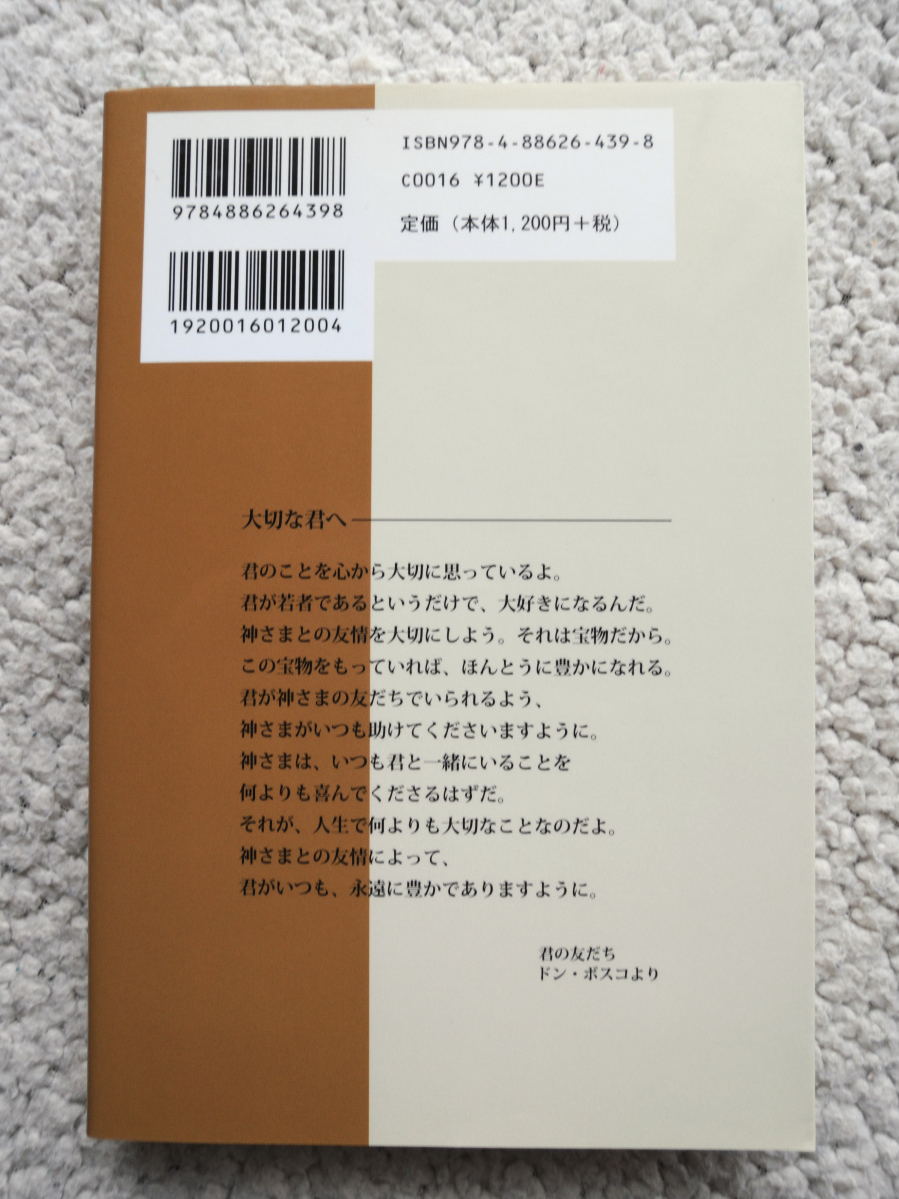 9784886264398
1920016012004
ISBN978-4-88626-439-8
C0016 ¥1200E
定価（本体1,200円＋税）
大切な君へ
君のことを心から大切に思っているよ。
君が若者であるというだけで、大好きになるんだ。
神さまとの友情を大切にしよう。それは宝物だから。
この宝物をもっていれば、ほんとうに豊かになれる。
君が神さまの友だちでいられるよう、
神さまがいつも助けてくださいますように。
神さまは、いつも君と一緒にいることを
何よりも喜んでくださるはずだ。
それが、人生で何よりも大切なことなのだよ。
神さまとの友情によって、
君がいつも、永遠に豊かでありますように。
君の友だち
ドン・ボスコより